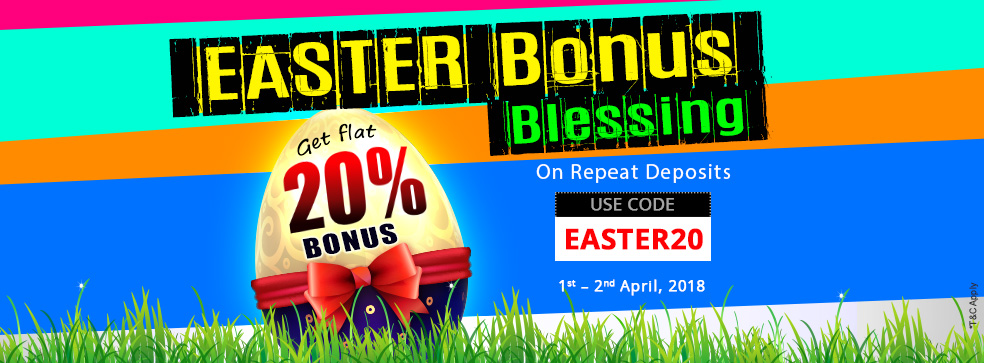 EASTER Bonus
Blessing
Get flat
20%
BONUS
On Repeat Deposits
USE CODE
EASTER20
1st – 2nd April, 2018
*T&C Apply